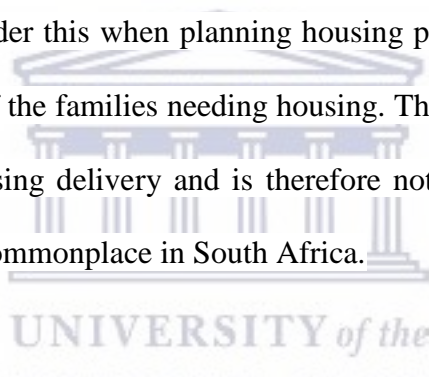 der this when planning housing p
f the families needing housing. Th
sing delivery and is therefore not
ommonplace in South Africa.
UNIVERSITY of the